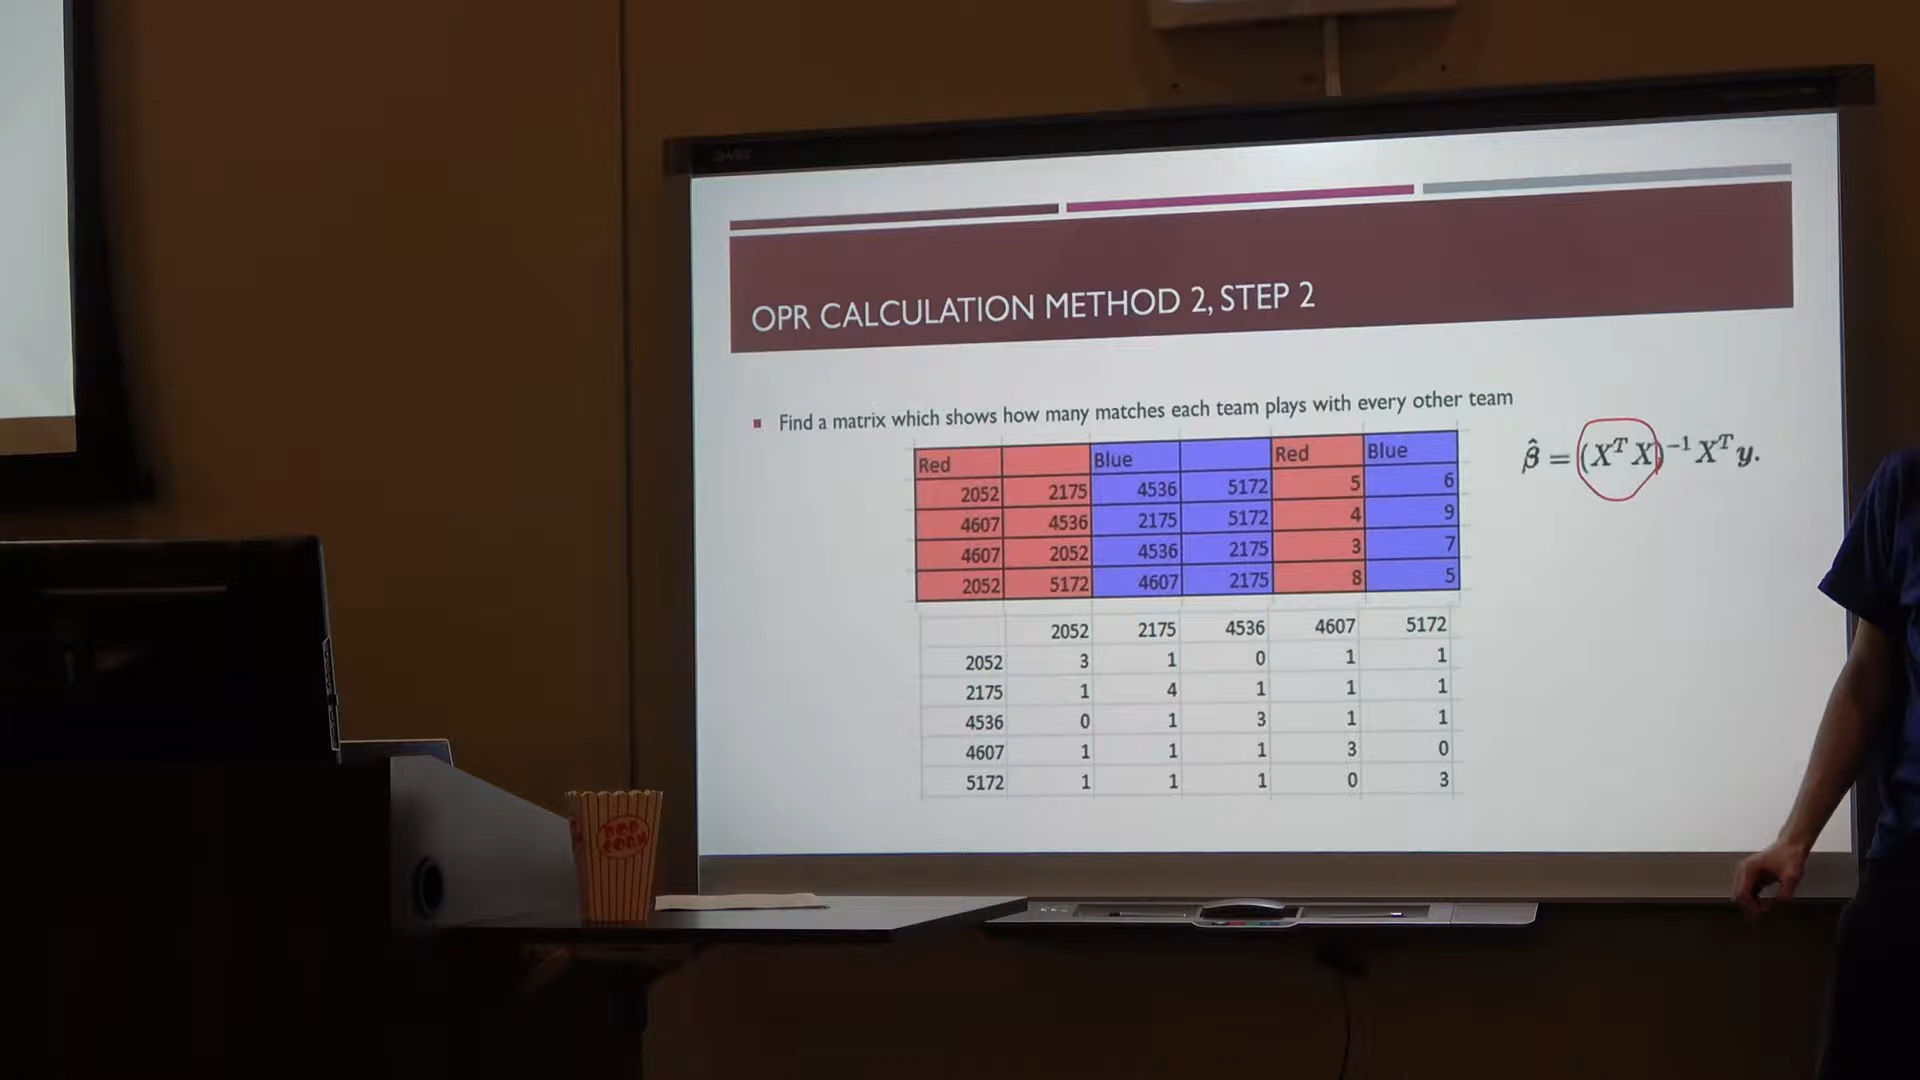 OPR CALCULATION METHOD 2, STEP 2
▪ Find a matrix which shows how many matches each team plays with every other team
β̂ = (XᵀX)⁻¹Xᵀy.
Red Blue Red Blue
2052 2175 4536 5172 5 6
4607 4536 2175 5172 4 9
4607 2052 4536 2175 3 7
2052 5172 4607 2175 8 5
2052 2175 4536 4607 5172
2052 3 1 0 1 1
2175 1 4 1 1 1
4536 0 1 3 1 1
4607 1 1 1 3 0
5172 1 1 1 0 3
POP
CORN